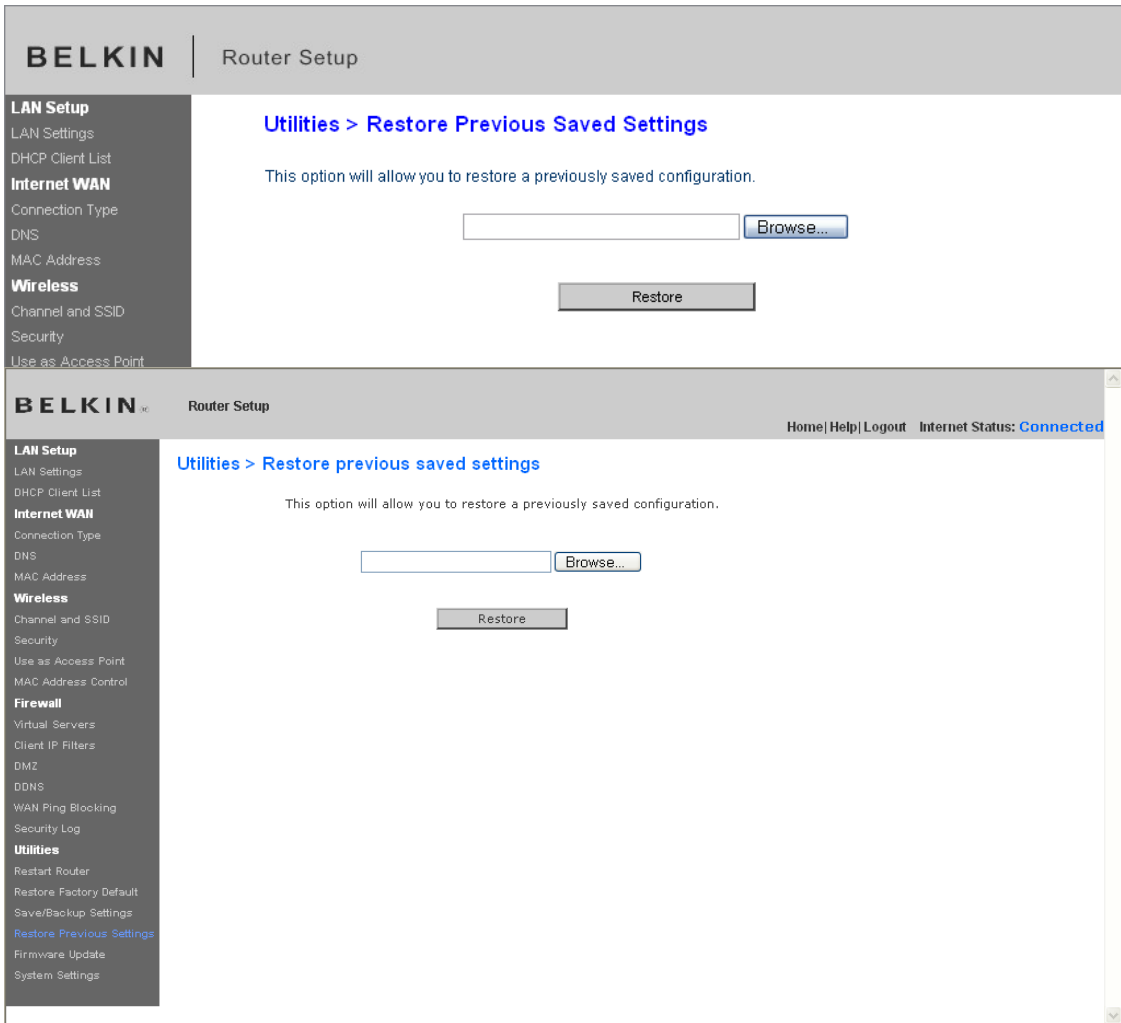 BELKIN Router Setup
LAN Setup
LAN Settings
DHCP Client List
Internet WAN
Connection Type
DNS
MAC Address
Wireless
Channel and SSID
Security
Use as Access Point
Utilities > Restore Previous Saved Settings
This option will allow you to restore a previously saved configuration.
Browse...
Restore
BELKIN Router Setup
Home| Help| Logout Internet Status: Connected
LAN Setup
LAN Settings
DHCP Client List
Internet WAN
Connection Type
DNS
MAC Address
Wireless
Channel and SSID
Security
Use as Access Point
MAC Address Control
Firewall
Virtual Servers
Client IP Filters
DMZ
DDNS
WAN Ping Blocking
Security Log
Utilities
Restart Router
Restore Factory Default
Save/Backup Settings
Restore Previous Settings
Firmware Update
System Settings
Utilities > Restore previous saved settings
This option will allow you to restore a previously saved configuration.
Browse...
Restore